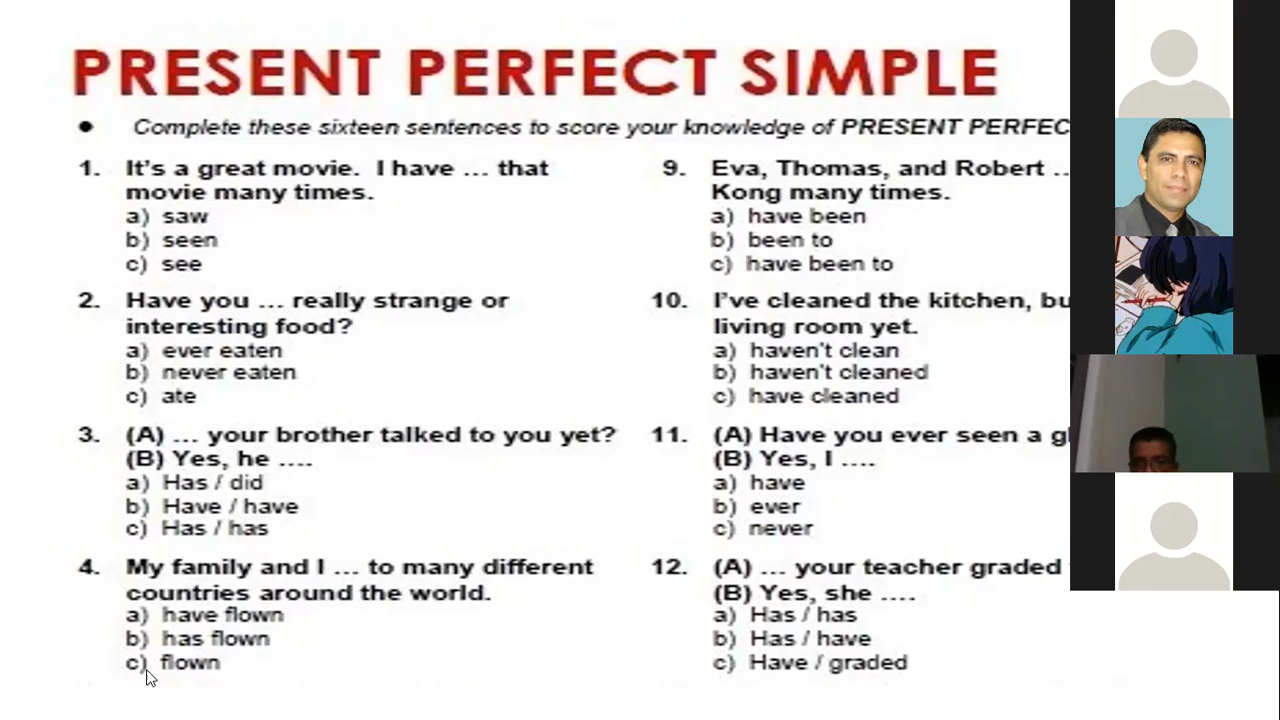 PRESENT PERFECT SIMPLE
● Complete these sixteen sentences to score your knowledge of PRESENT PERFEC
1. It's a great movie. I have ... that
movie many times.
a) saw
b) seen
c) see
2. Have you ... really strange or
interesting food?
a) ever eaten
b) never eaten
c) ate
3. (A) ... your brother talked to you yet?
(B) Yes, he ....
a) Has / did
b) Have / have
c) Has / has
4. My family and I ... to many different
countries around the world.
a) have flown
b) has flown
c) flown
9. Eva, Thomas, and Robert ..
Kong many times.
a) have been
b) been to
c) have been to
10. I've cleaned the kitchen, bu
living room yet.
a) haven't clean
b) haven't cleaned
c) have cleaned
11. (A) Have you ever seen a gl
(B) Yes, I ....
a) have
b) ever
c) never
12. (A) ... your teacher graded
(B) Yes, she ....
a) Has / has
b) Has / have
c) Have / graded